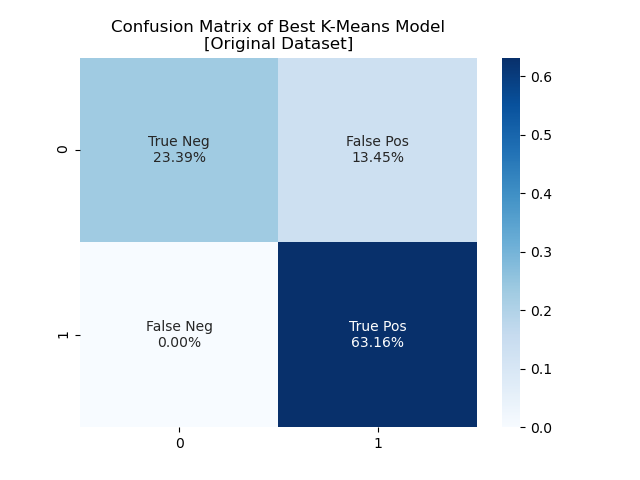 Confusion Matrix of Best K-Means Model
[Original Dataset]
0
True Neg
23.39%
False Pos
13.45%
1
False Neg
0.00%
True Pos
63.16%
0
1
0.6
0.5
0.4
0.3
0.2
0.1
0.0